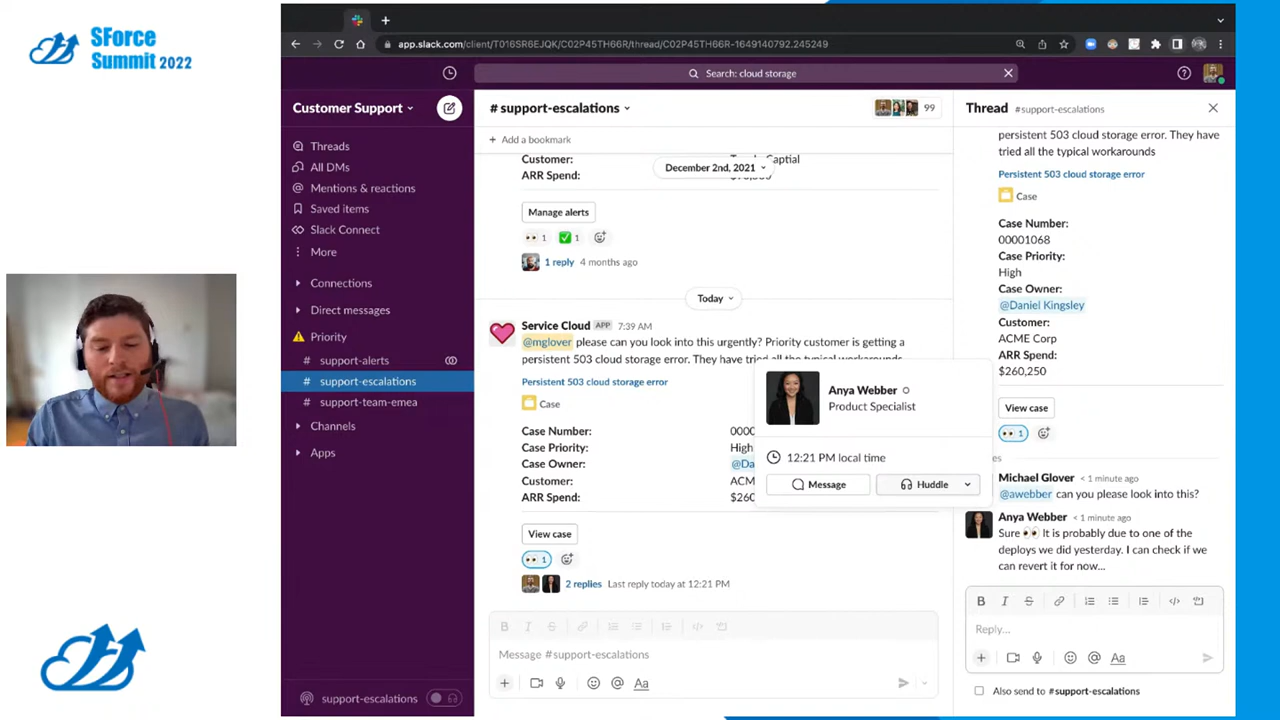 SForce
Summit 2022
app.slack.com/client/T016SR6EJQK/C02P45TH66R/thread/C02P45TH66R-1649140792.245249
Search: cloud storage
Customer Support
Threads
All DMs
Mentions & reactions
Saved items
Slack Connect
More
Connections
Direct messages
Priority
# support-alerts
# support-escalations
# support-team-emea
Channels
Apps
support-escalations
# support-escalations
99
+ Add a bookmark
Customer:
Captial
December 2nd, 2021
ARR Spend:
Manage alerts
1
1
1 reply 4 months ago
Today
Service Cloud APP 7:39 AM
@mglover please can you look into this urgently? Priority customer is getting a
persistent 503 cloud storage error. They have tried all the typical workarounds
Persistent 503 cloud storage error
Case
Case Number: 0000
Case Priority: High
Case Owner: @Da
Customer: ACM
ARR Spend: $260
View case
1
2 replies Last reply today at 12:21 PM
Message #support-escalations
Anya Webber
Product Specialist
12:21 PM local time
Message
Huddle
Thread #support-escalations
persistent 503 cloud storage error. They have
tried all the typical workarounds
Persistent 503 cloud storage error
Case
Case Number:
00001068
Case Priority:
High
Case Owner:
@Daniel Kingsley
Customer:
ACME Corp
ARR Spend:
$260,250
View case
1
es
Michael Glover < 1 minute ago
@awebber can you please look into this?
Anya Webber < 1 minute ago
Sure 👀 It is probably due to one of the
deploys we did yesterday. I can check if we
can revert it for now...
Reply...
Also send to #support-escalations